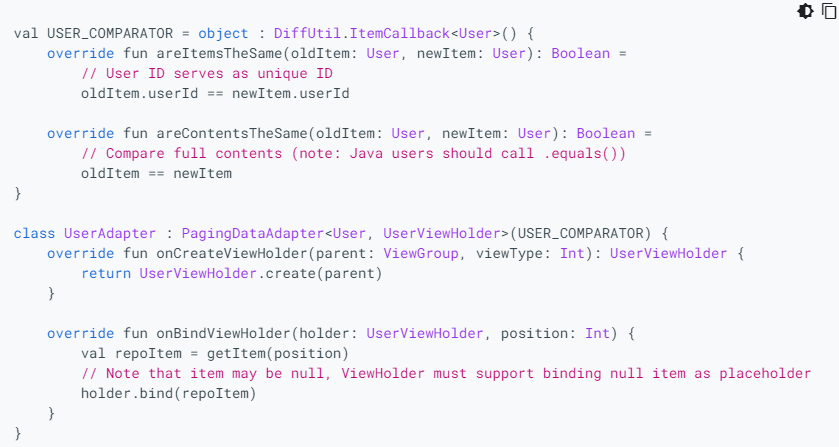 val USER_COMPARATOR = object : DiffUtil.ItemCallback<User>() {
    override fun areItemsTheSame(oldItem: User, newItem: User): Boolean =
        // User ID serves as unique ID
        oldItem.userId == newItem.userId

    override fun areContentsTheSame(oldItem: User, newItem: User): Boolean =
        // Compare full contents (note: Java users should call .equals())
        oldItem == newItem
}

class UserAdapter : PagingDataAdapter<User, UserViewHolder>(USER_COMPARATOR) {
    override fun onCreateViewHolder(parent: ViewGroup, viewType: Int): UserViewHolder {
        return UserViewHolder.create(parent)
    }

    override fun onBindViewHolder(holder: UserViewHolder, position: Int) {
        val repoItem = getItem(position)
        // Note that item may be null, ViewHolder must support binding null item as placeholder
        holder.bind(repoItem)
    }
}